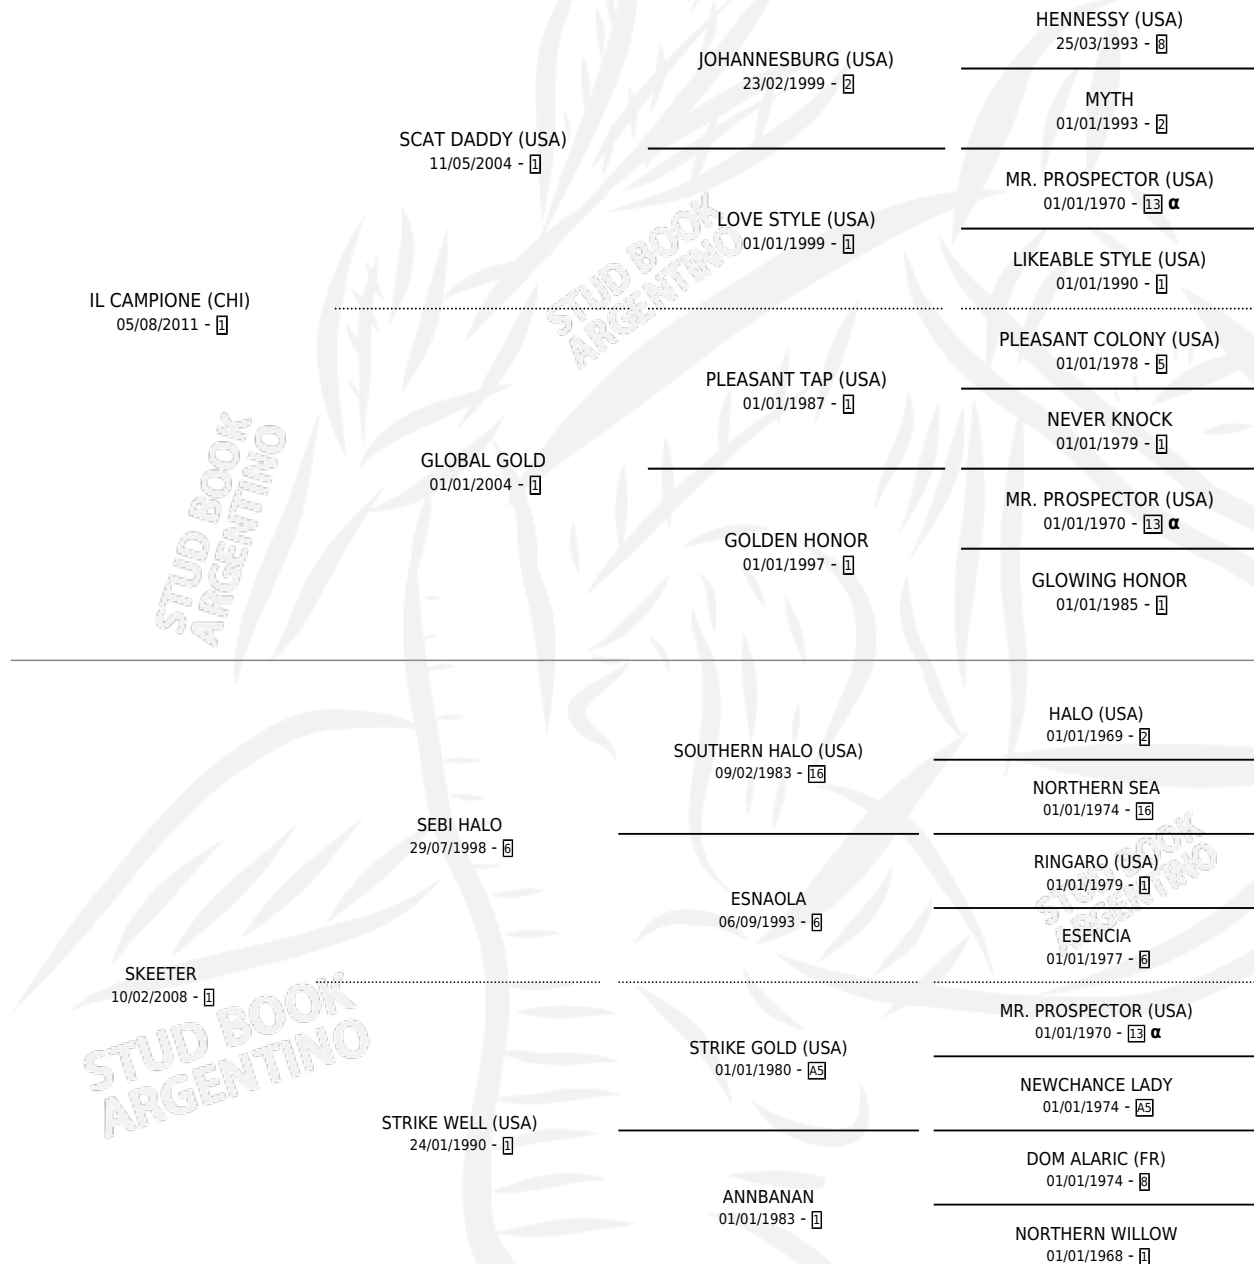 HENNESSY (USA)
25/03/1993 - 8
JOHANNESBURG (USA)
23/02/1999 - 2
MYTH
01/01/1993 - 2
SCAT DADDY (USA)
11/05/2004 - 1
MR. PROSPECTOR (USA)
01/01/1970 - 13 α
LOVE STYLE (USA)
01/01/1999 - 1
LIKEABLE STYLE (USA)
01/01/1990 - 1
IL CAMPIONE (CHI)
05/08/2011 - 1
PLEASANT COLONY (USA)
01/01/1978 - 5
PLEASANT TAP (USA)
01/01/1987 - 1
NEVER KNOCK
01/01/1979 - 1
GLOBAL GOLD
01/01/2004 - 1
MR. PROSPECTOR (USA)
01/01/1970 - 13 α
GOLDEN HONOR
01/01/1997 - 1
GLOWING HONOR
01/01/1985 - 1
HALO (USA)
01/01/1969 - 2
SOUTHERN HALO (USA)
09/02/1983 - 16
NORTHERN SEA
01/01/1974 - 16
SEBI HALO
29/07/1998 - 6
RINGARO (USA)
01/01/1979 - 1
ESNAOLA
06/09/1993 - 6
ESENCIA
01/01/1977 - 6
SKEETER
10/02/2008 - 1
MR. PROSPECTOR (USA)
01/01/1970 - 13 α
STRIKE GOLD (USA)
01/01/1980 - A5
NEWCHANCE LADY
01/01/1974 - A5
STRIKE WELL (USA)
24/01/1990 - 1
DOM ALARIC (FR)
01/01/1974 - 8
ANNBANAN
01/01/1983 - 1
NORTHERN WILLOW
01/01/1968 - 1
STUD BOOK
ARGENTINO
STUD BOOK
ARGENTINO
STUD BOOK
ARGENTINO
STUD BOOK
ARGENTINO